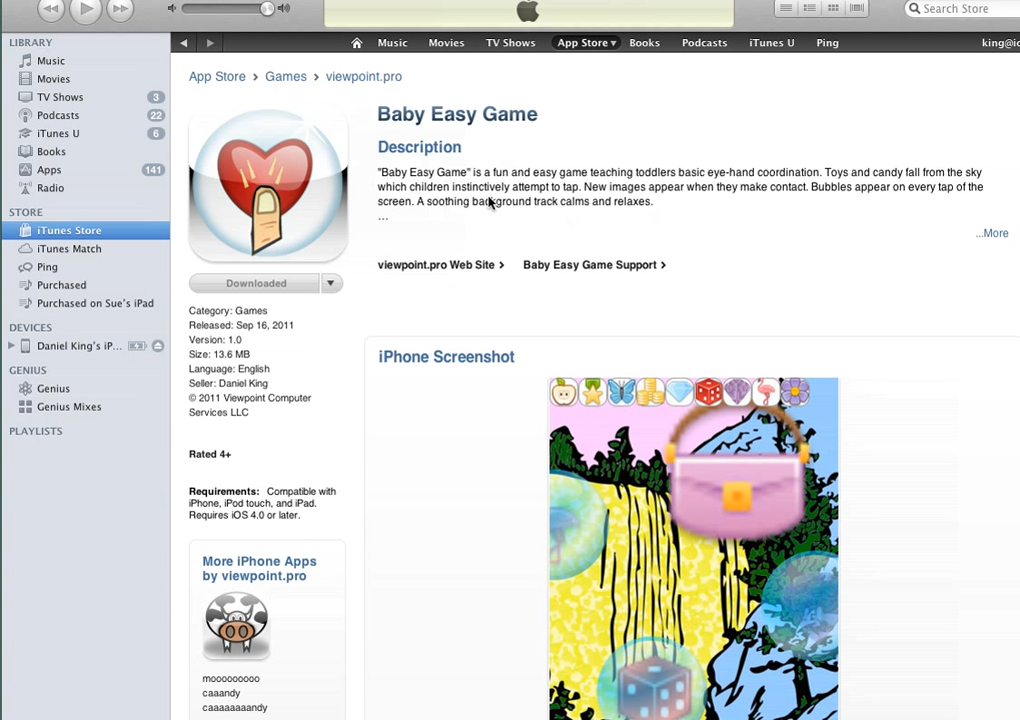 Search Store
LIBRARY
Music
Movies
TV Shows 3
Podcasts 22
iTunes U 6
Books
Apps 141
Radio
STORE
iTunes Store
iTunes Match
Ping
Purchased
Purchased on Sue's iPad
DEVICES
Daniel King's iP...
GENIUS
Genius
Genius Mixes
PLAYLISTS
Music Movies TV Shows App Store Books Podcasts iTunes U Ping
App Store > Games > viewpoint.pro
Baby Easy Game
Description
"Baby Easy Game" is a fun and easy game teaching toddlers basic eye-hand coordination. Toys and candy fall from the sky
which children instinctively attempt to tap. New images appear when they make contact. Bubbles appear on every tap of the
screen. A soothing background track calms and relaxes.
...
...More
viewpoint.pro Web Site > Baby Easy Game Support >
Downloaded
Category: Games
Released: Sep 16, 2011
Version: 1.0
Size: 13.6 MB
Language: English
Seller: Daniel King
© 2011 Viewpoint Computer
Services LLC
Rated 4+
Requirements: Compatible with
iPhone, iPod touch, and iPad.
Requires iOS 4.0 or later.
More iPhone Apps
by viewpoint.pro
mooooooooo
caaandy
caaaaaaandy
iPhone Screenshot